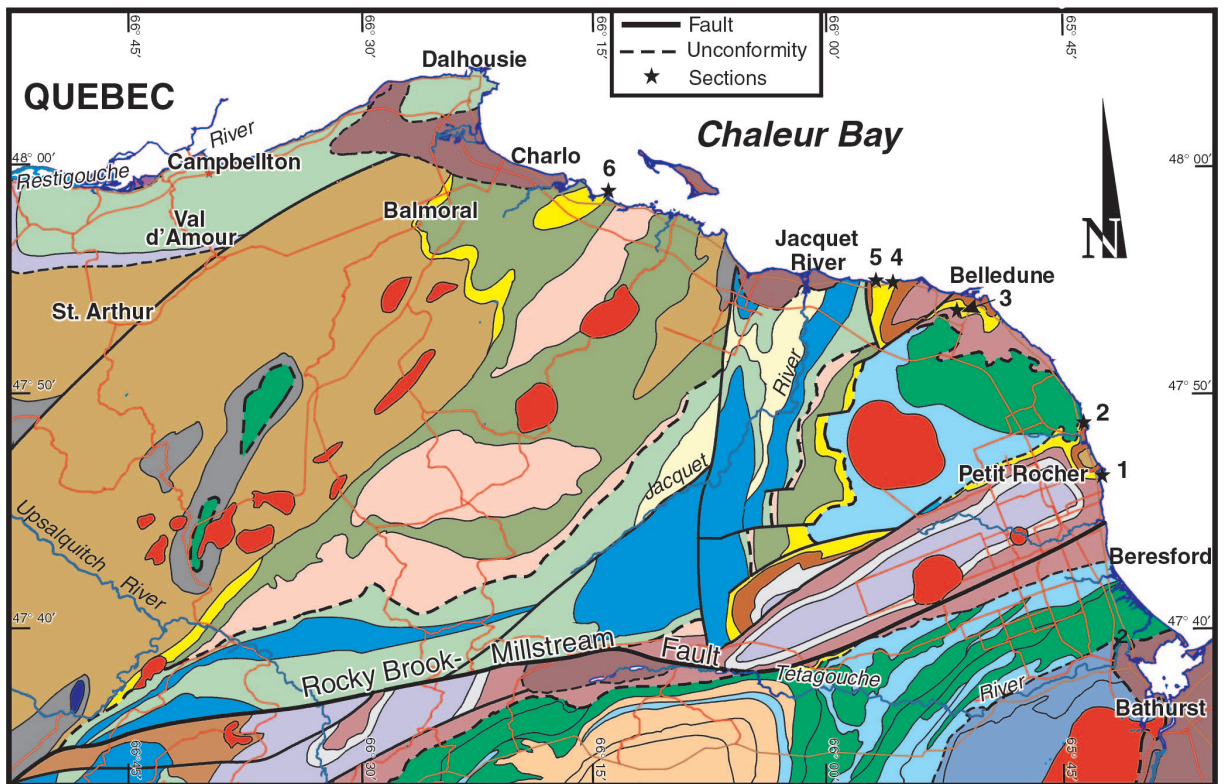 66° 45′
66° 30′
66° 15′
66° 00′
65° 45′
Fault
Unconformity
Sections
QUEBEC
Dalhousie
Chaleur Bay
48° 00′
48° 00′
Restigouche
River
Campbellton
Charlo
6
Val
d'Amour
Balmoral
N
Jacquet
River
5 4
Belledune
3
St. Arthur
River
47° 50′
47° 50′
2
Petit Rocher
1
Jacquet
Upsalquitch
River
Beresford
47° 40′
47° 40′
2
Rocky Brook-
Millstream
Fault
Tetagouche
River
Bathurst
66° 45′
66° 30′
66° 15′
66° 00′
65° 45′